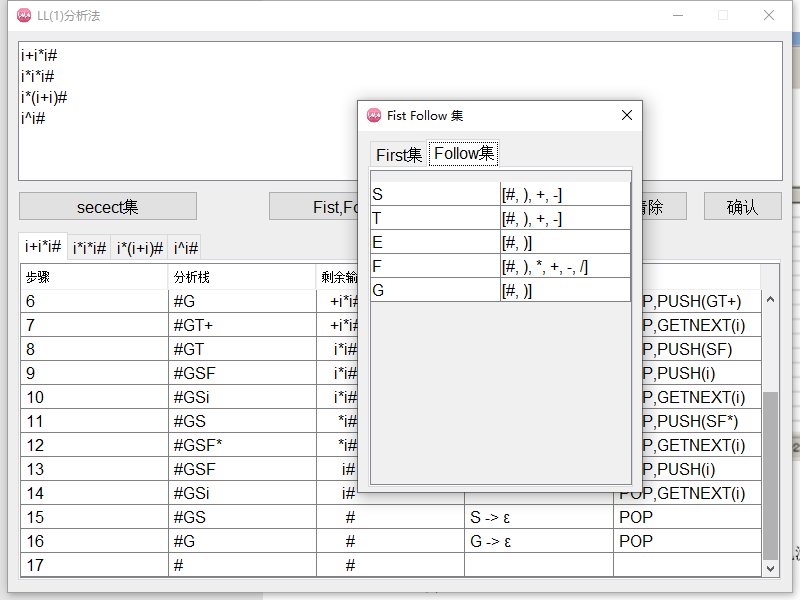 LL(1)分析法
i+i*i#
i*i*i#
i*(i+i)#
i^i#
secect集
Fist,Fo
除
确认
i+i*i#
i*i*i#
i*(i+i)#
i^i#
步骤
分析栈
剩余输
6
#G
+i*i#
P,PUSH(GT+)
7
#GT+
+i*i#
P,GETNEXT(i)
8
#GT
i*i#
P,PUSH(SF)
9
#GSF
i*i#
P,PUSH(i)
10
#GSi
i*i#
P,GETNEXT(i)
11
#GS
*i#
P,PUSH(SF*)
12
#GSF*
*i#
P,GETNEXT(i)
13
#GSF
i#
P,PUSH(i)
14
#GSi
i#
POP,GETNEXT(i)
15
#GS
#
S -> ε
POP
16
#G
#
G -> ε
POP
17
#
#
Fist Follow 集
First集
Follow集
S
[#, ), +, -]
T
[#, ), +, -]
E
[#, )]
F
[#, ), *, +, -, /]
G
[#, )]